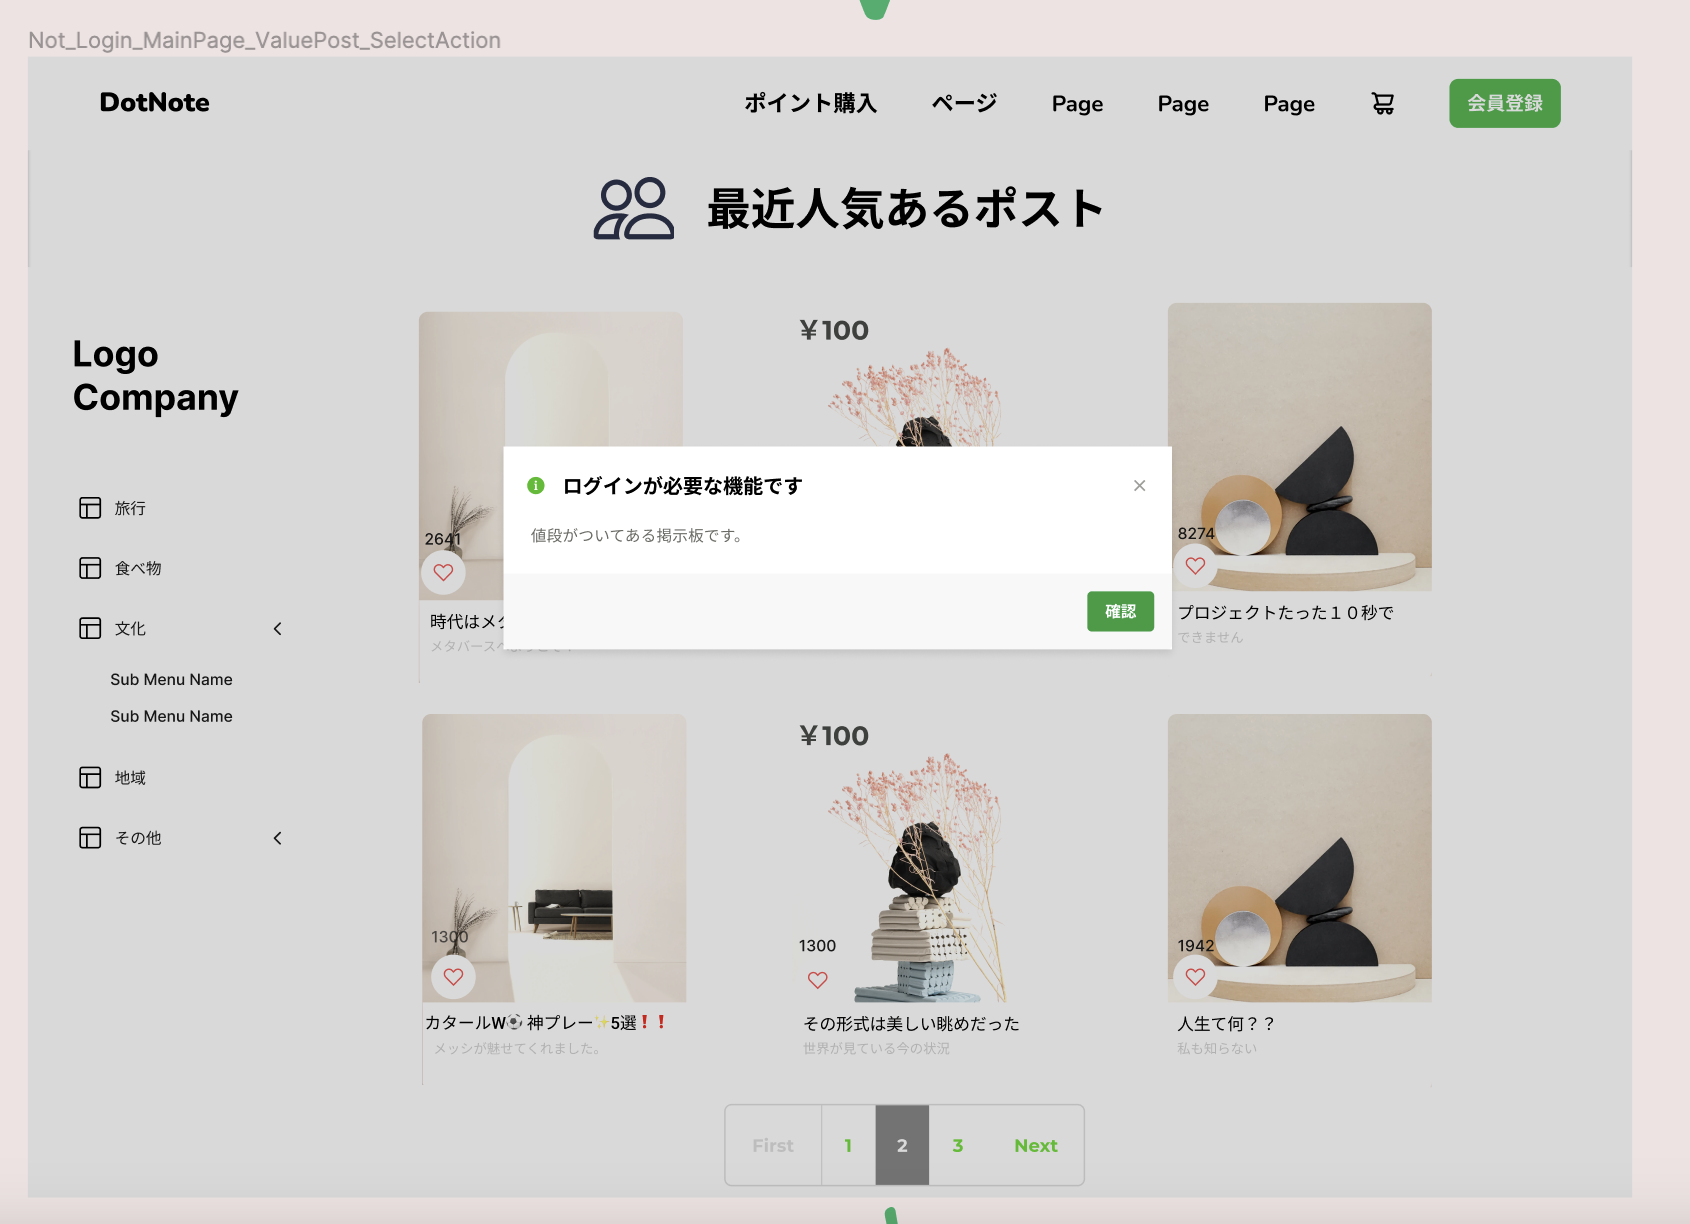 Not_Login_MainPage_ValuePost_SelectAction
DotNote
ポイント購入
ページ
Page
Page
Page
会員登録
最近人気あるポスト
Logo
Company
旅行
食べ物
文化
Sub Menu Name
Sub Menu Name
地域
その他
2641
¥100
8274
ログインが必要な機能です
値段がついてある掲示板です。
確認
時代はメタ
メタバースへようこそ！
プロジェクトたった１０秒で
できません
1300
カタールW⚽神プレー✨5選❗❗
メッシが魅せてくれました。
¥100
1300
その形式は美しい眺めだった
世界が見ている今の状況
1942
人生て何？？
私も知らない
First
1
2
3
Next